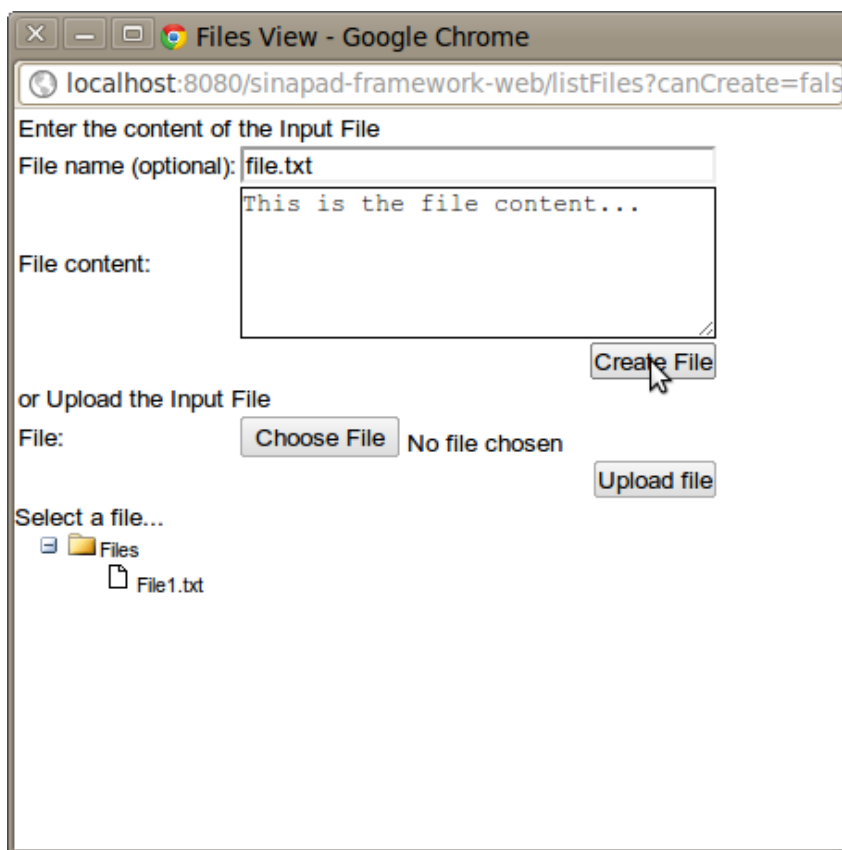 Files View - Google Chrome
localhost:8080/sinapad-framework-web/listFiles?canCreate=fals
Enter the content of the Input File
File name (optional): file.txt
This is the file content...
File content:
Create File
or Upload the Input File
File: Choose File No file chosen
Upload file
Select a file...
Files
File1.txt